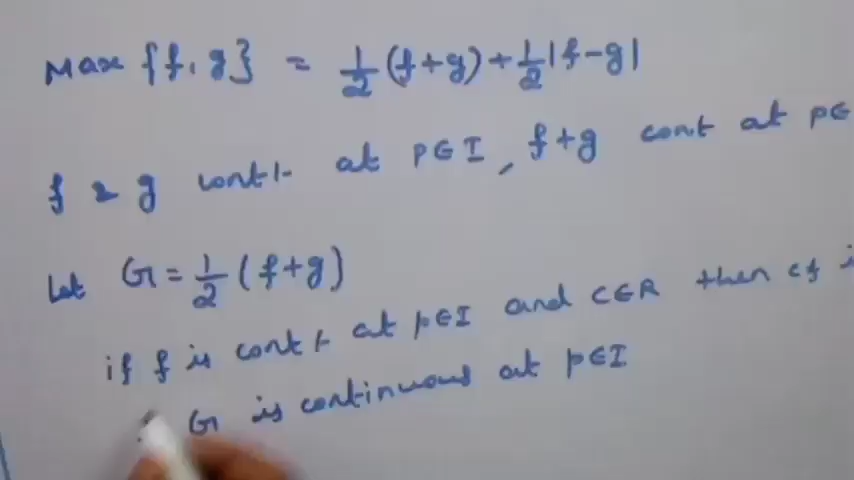 Max {f, g} = 1/2 (f+g) + 1/2 |f-g|
f & g cont. at p∈I, f+g cont at p∈
Let G = 1/2 (f+g)
if f is cont. at p∈I and c∈R then cf i
G is continuous at p∈I